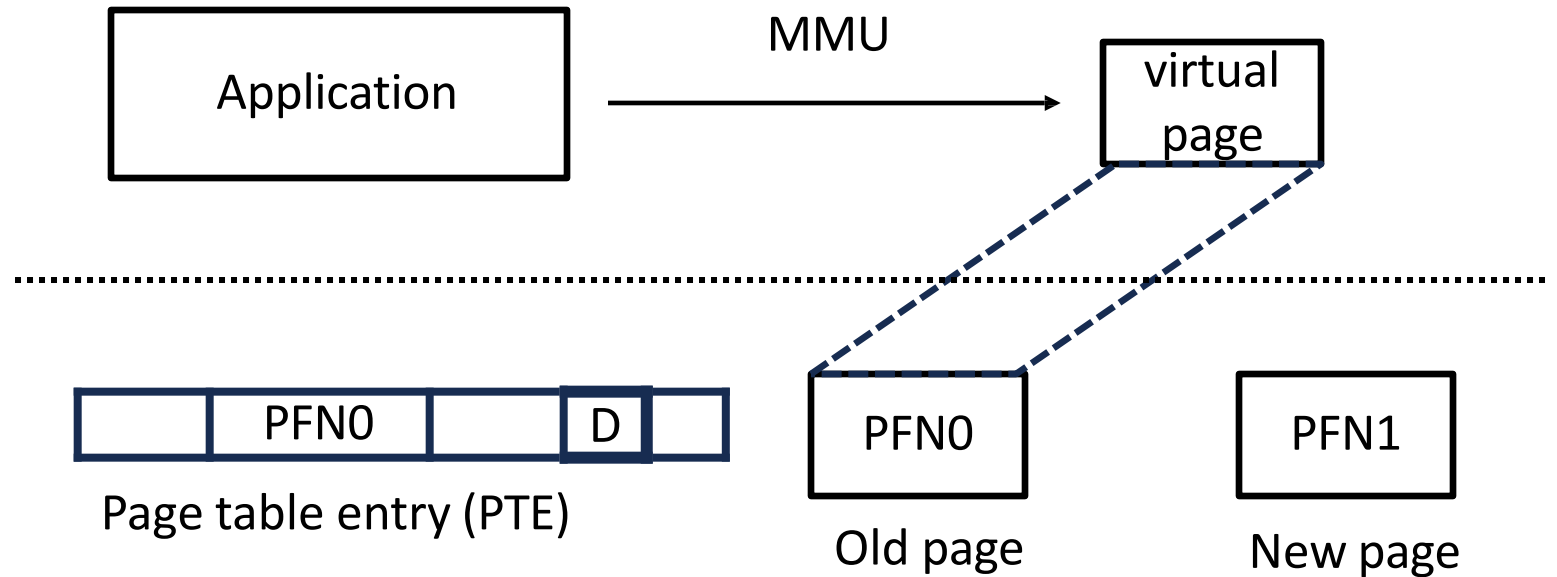 MMU
Application
virtual
page
PFN0
D
PFN0
PFN1
Page table entry (PTE)
Old page
New page